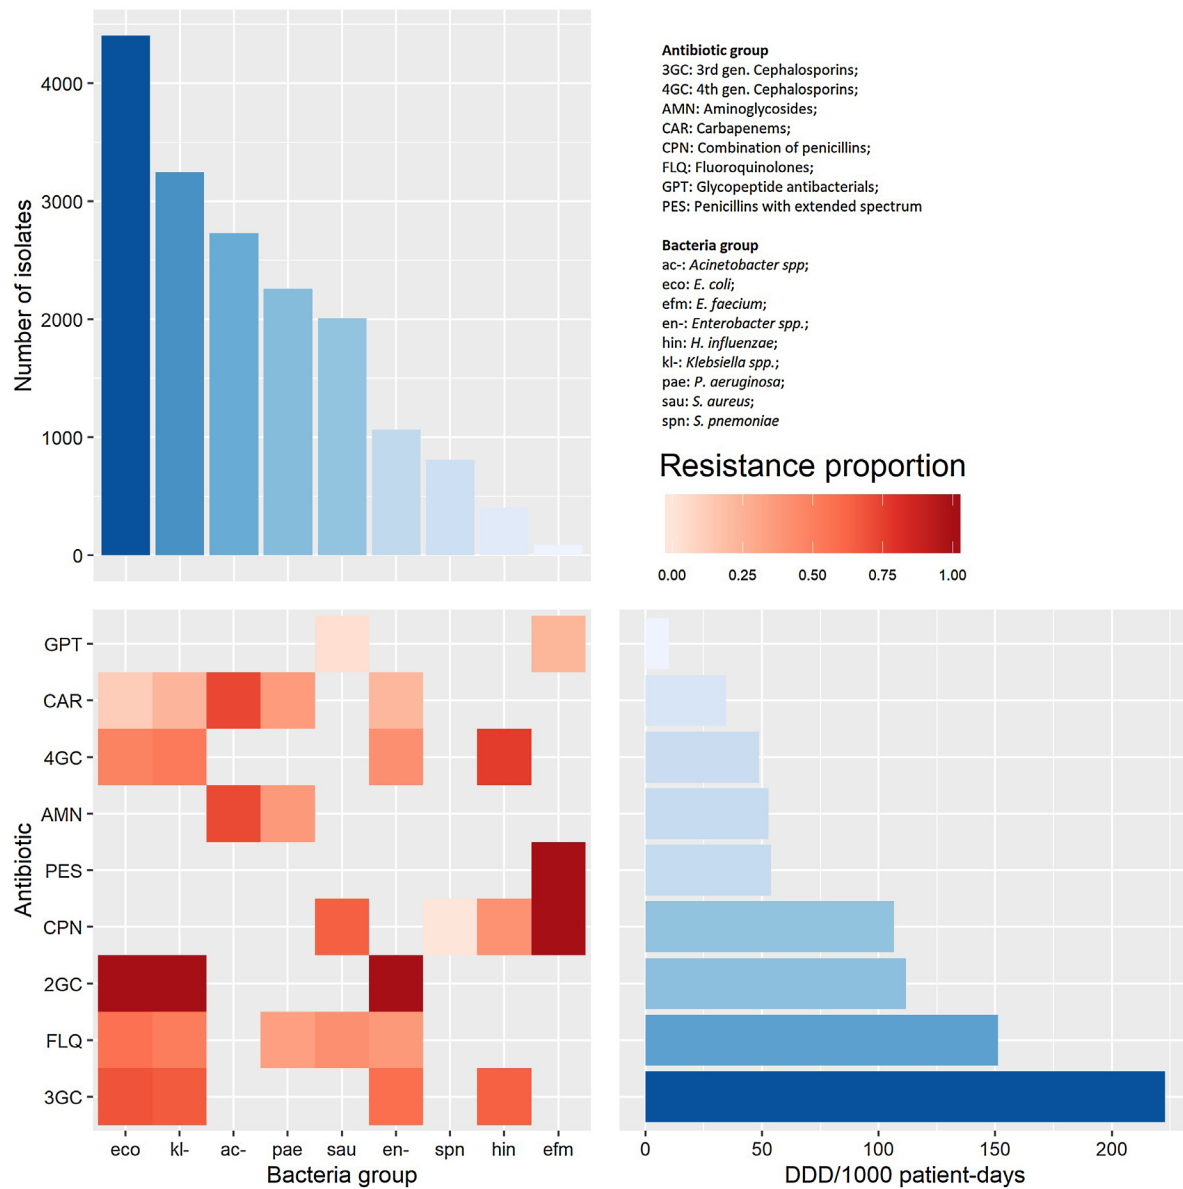 Number of isolates
4000
3000
2000
1000
0
Antibiotic group
3GC: 3rd gen. Cephalosporins;
4GC: 4th gen. Cephalosporins;
AMN: Aminoglycosides;
CAR: Carbapenems;
CPN: Combination of penicillins;
FLQ: Fluoroquinolones;
GPT: Glycopeptide antibacterials;
PES: Penicillins with extended spectrum
Bacteria group
ac-: Acinetobacter spp;
eco: E. coli;
efm: E. faecium;
en-: Enterobacter spp.;
hin: H. influenzae;
kl-: Klebsiella spp.;
pae: P. aeruginosa;
sau: S. aureus;
spn: S. pnemoniae
Resistance proportion
0.00 0.25 0.50 0.75 1.00
Antibiotic
GPT
CAR
4GC
AMN
PES
CPN
2GC
FLQ
3GC
eco kl- ac- pae sau en- spn hin efm
Bacteria group
0 50 100 150 200
DDD/1000 patient-days